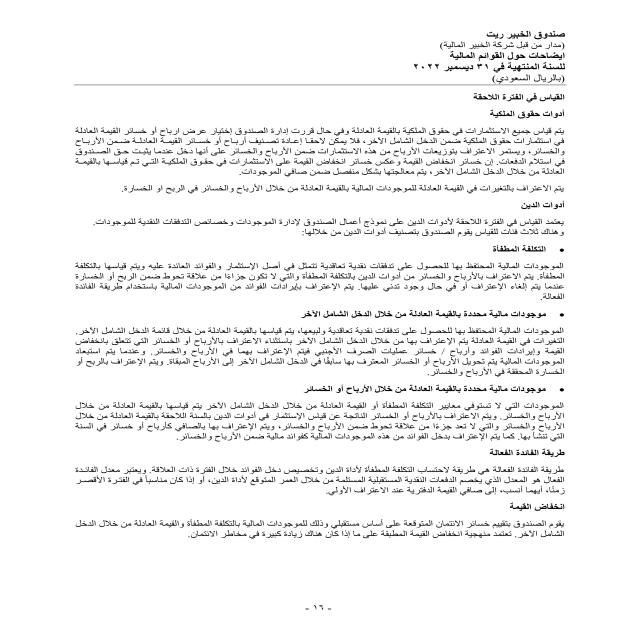 صندوق الخبير ريت
(مدار من قبل شركة الخبير المالية)
إيضاحات حول القوائم المالية
للسنة المنتهية في ٣١ ديسمبر ٢٠٢٢
(بالريال السعودي)
القياس في الفترة اللاحقة
أدوات حقوق الملكية
يتم قياس جميع الاستثمارات في حقوق الملكية بالقيمة العادلة وفي حال قررت إدارة الصندوق إختيار عرض ارباح أو خسائر القيمة العادلة
في استثمارات حقوق الملكية ضمن الدخل الشامل الآخر، فلا يمكن لاحقا إعادة تصنيف أرباح أو خسائر القيمة العادلة ضمن الأرباح
والخسائر، ويستمر الاعتراف بتوزيعات الأرباح من هذه الاستثمارات ضمن الأرباح والخسائر على أنها دخل عندما يثبت حق الصندوق
في استلام الدفعات. إن خسائر انخفاض القيمة وعكس خسائر انخفاض القيمة على الاستثمارات في حقوق الملكية التي تم قياسها بالقيمة
العادلة من خلال الدخل الشامل الآخر، يتم معالجتها بشكل منفصل ضمن صافي الموجودات.
يتم الاعتراف بالتغيرات في القيمة العادلة للموجودات المالية بالقيمة العادلة من خلال الأرباح والخسائر في الربح او الخسارة.
أدوات الدين
يعتمد القياس في الفترة اللاحقة لأدوات الدين على نموذج أعمال الصندوق لإدارة الموجودات وخصائص التدفقات النقدية للموجودات.
وهناك ثلاث فئات للقياس يقوم الصندوق بتصنيف أدوات الدين من خلالها:
• التكلفة المطفأة
الموجودات المالية المحتفظ بها للحصول على تدفقات نقدية تعاقدية تتمثل في أصل الإستثمار والفوائد العائدة عليه ويتم قياسها بالتكلفة
المطفأة. يتم الاعتراف بالأرباح والخسائر من أدوات الدين بالتكلفة المطفأة والتي لا تكون جزءًا من علاقة تحوط ضمن الربح أو الخسارة
عندما يتم إلغاء الإعتراف أو في حال وجود تدني عليها. يتم الإعتراف بإيرادات الفوائد من الموجودات المالية باستخدام طريقة الفائدة
الفعالة.
• موجودات مالية محددة بالقيمة العادلة من خلال الدخل الشامل الآخر
الموجودات المالية المحتفظ بها للحصول على تدفقات نقدية تعاقدية ولبيعها، يتم قياسها بالقيمة العادلة من خلال قائمة الدخل الشامل الآخر.
التغيرات في القيمة العادلة يتم الإعتراف بها من خلال الدخل الشامل الآخر باستثناء الاعتراف بالأرباح أو الخسائر التي تتعلق بانخفاض
القيمة وإيرادات الفوائد وأرباح / خسائر عمليات الصرف الأجنبي فيتم الإعتراف بهما في الأرباح والخسائر. وعندما يتم استبعاد
الموجودات المالية يتم تحويل الأرباح أو الخسائر المعترف بها سابقًا في الدخل الشامل الآخر إلى الأرباح المبقاة. ويتم الإعتراف بالربح أو
الخسارة المحققة في الأرباح والخسائر.
• موجودات مالية محددة بالقيمة العادلة من خلال الأرباح أو الخسائر
الموجودات التي لا تستوفي معايير التكلفة المطفأة أو القيمة العادلة من خلال الدخل الشامل الآخر يتم قياسها بالقيمة العادلة من خلال
الأرباح والخسائر. ويتم الاعتراف بالأرباح أو الخسائر الناتجة عن قياس الإستثمار في أدوات الدين بالسنة اللاحقة بالقيمة العادلة من خلال
الأرباح والخسائر والتي لا تعد جزءًا من علاقة تحوط ضمن الأرباح والخسائر، ويتم الإعتراف بها بالصافي كأرباح أو خسائر في السنة
التي تنشأ بها. كما يتم الإعتراف بدخل الفوائد من هذه الموجودات المالية كفوائد مالية ضمن الأرباح والخسائر.
طريقة الفائدة الفعالة
طريقة الفائدة الفعالة هي طريقة لاحتساب التكلفة المطفأة لأداة الدين وتخصيص دخل الفوائد خلال الفترة ذات العلاقة. ويعتبر معدل الفائدة
الفعال هو المعدل الذي يخصم الدفعات النقدية المستقبلية المستلمة من خلال العمر المتوقع لأداة الدين، أو إذا كان مناسباً في الفترة الأقصر
زمنًا، أيهما أنسب، إلى صافي القيمة الدفترية عند الاعتراف الأولي.
انخفاض القيمة
يقوم الصندوق بتقييم خسائر الائتمان المتوقعة على أساس مستقبلي وذلك للموجودات المالية بالتكلفة المطفأة والقيمة العادلة من خلال الدخل
الشامل الآخر. تعتمد منهجية انخفاض القيمة المطبقة على ما إذا كان هناك زيادة كبيرة في مخاطر الائتمان.
- ١٦ -